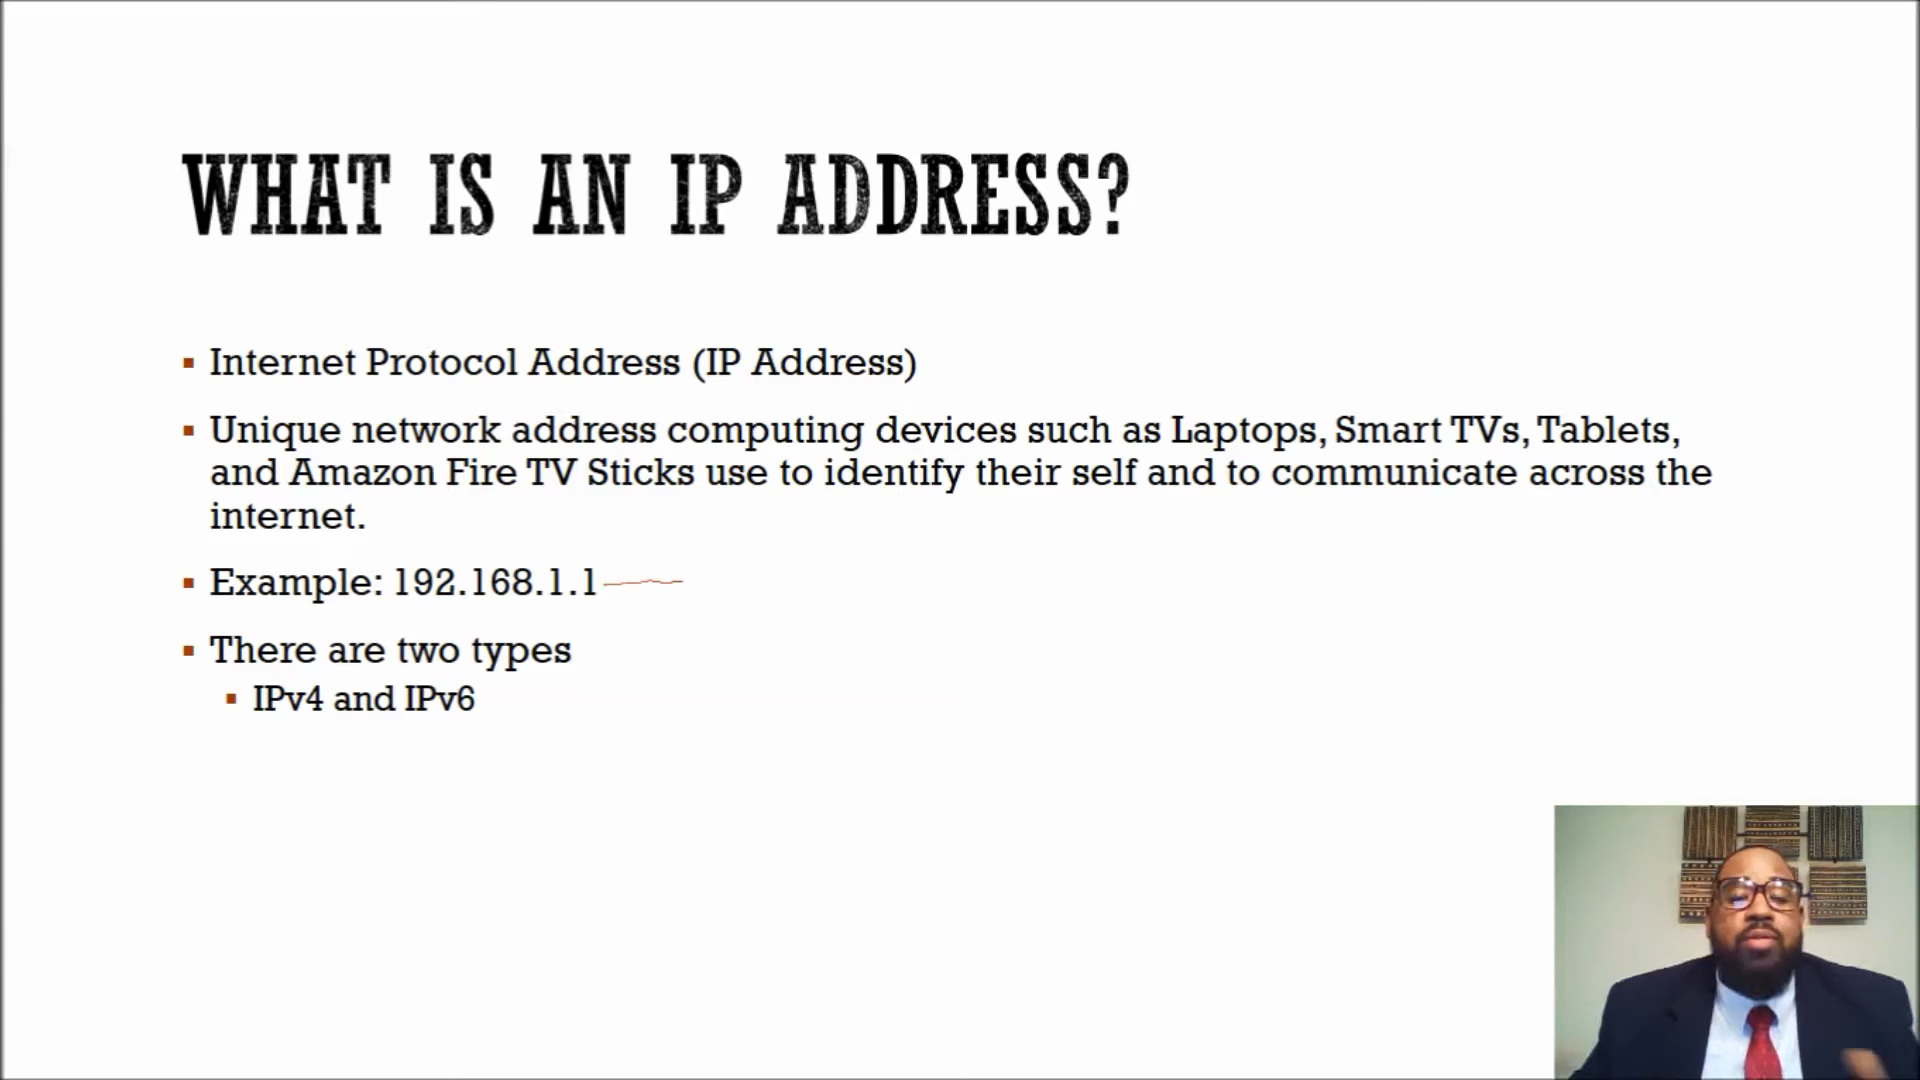 WHAT IS AN IP ADDRESS?
Internet Protocol Address (IP Address)
Unique network address computing devices such as Laptops, Smart TVs, Tablets,
and Amazon Fire TV Sticks use to identify their self and to communicate across the
internet.
Example: 192.168.1.1
There are two types
IPv4 and IPv6